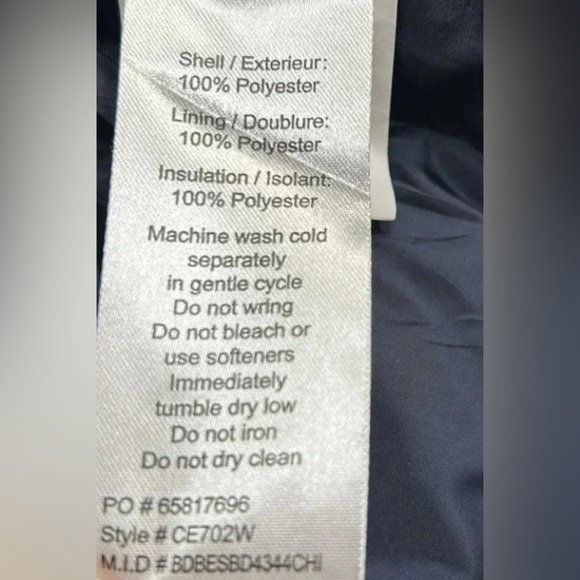 Shell / Exterieur:
100% Polyester
Lining / Doublure:
100% Polyester
Insulation / Isolant:
100% Polyester
Machine wash cold
separately
in gentle cycle
Do not wring
Do not bleach or
use softeners
Immediately
tumble dry low
Do not iron
Do not dry clean
PO # 65817696
Style # CE702W
M.I.D # BDBESBD4344CHI